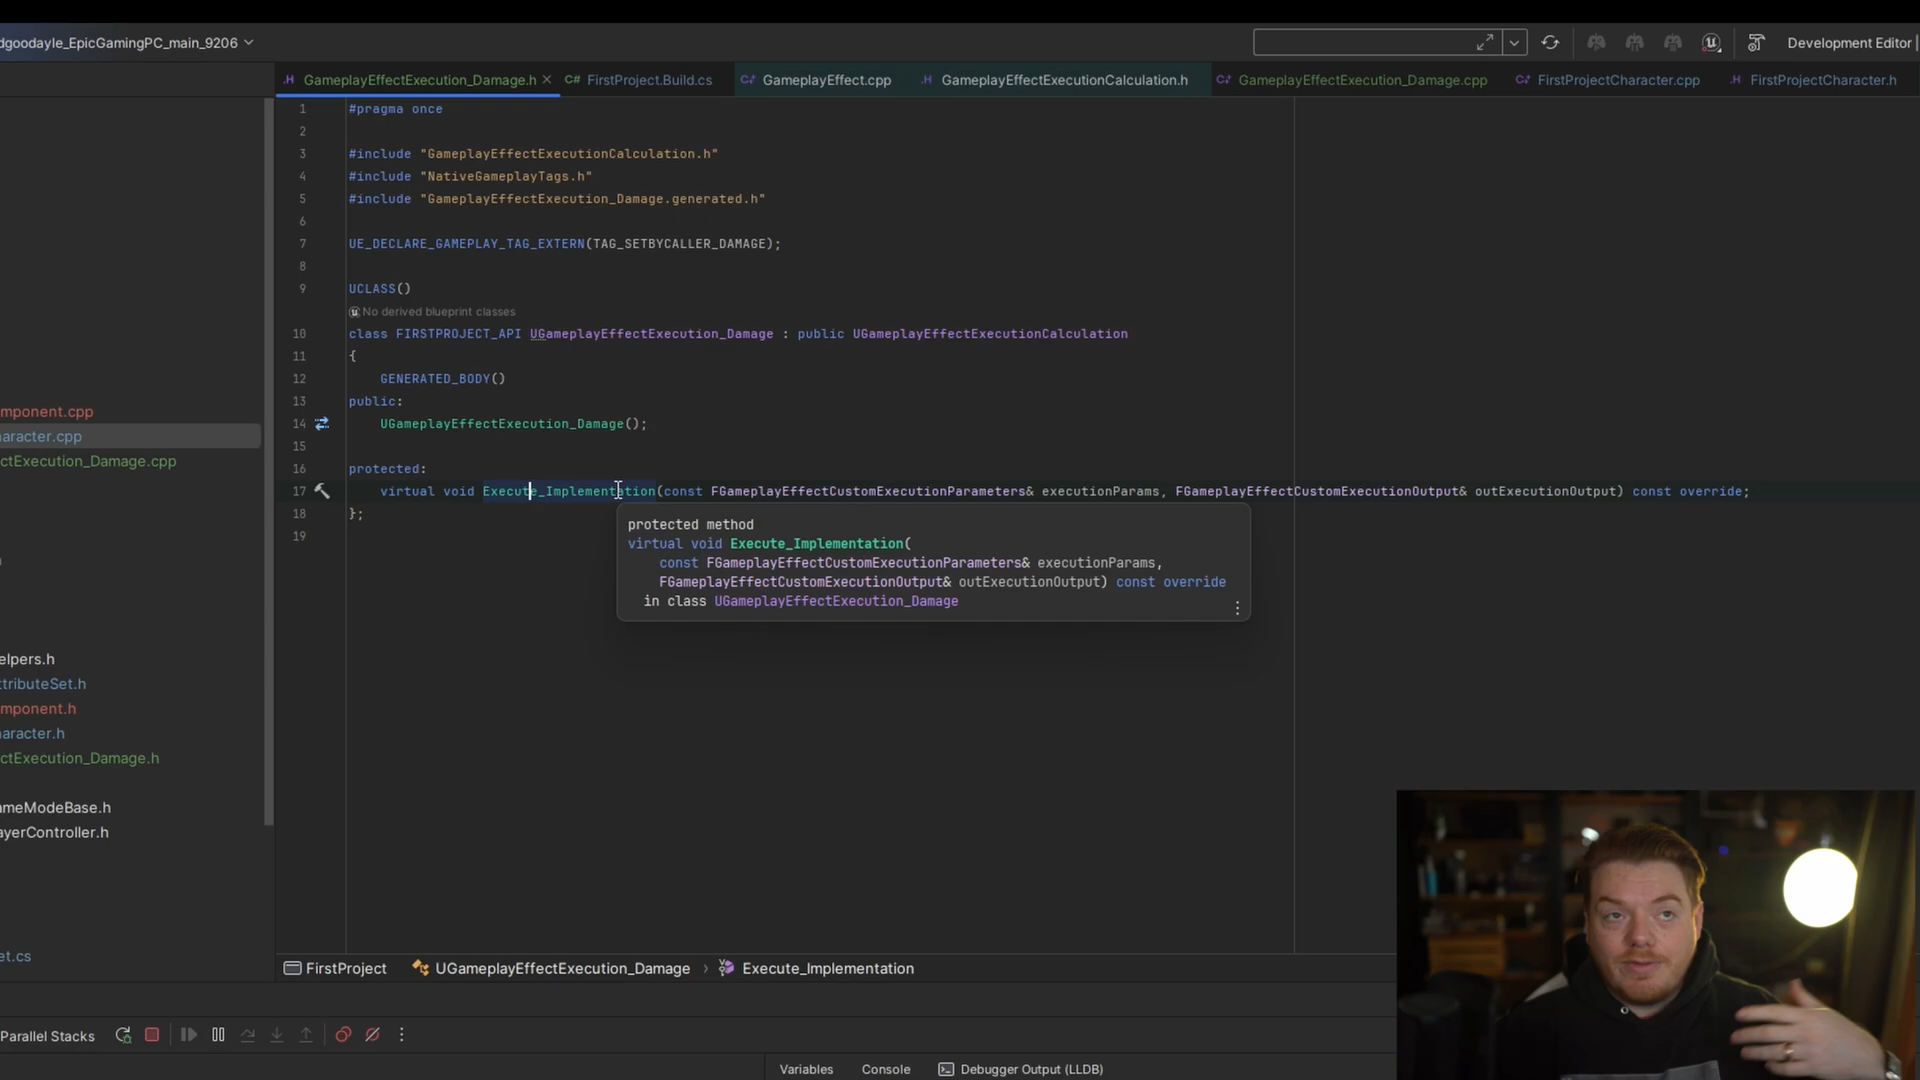 dgoodayle_EpicGamingPC_main_9206
Development Editor
GameplayEffectExecution_Damage.h
C# FirstProject.Build.cs
GameplayEffect.cpp
.H GameplayEffectExecutionCalculation.h
GameplayEffectExecution_Damage.cpp
FirstProjectCharacter.cpp
.H FirstProjectCharacter.h
1 #pragma once
2
3 #include "GameplayEffectExecutionCalculation.h"
4 #include "NativeGameplayTags.h"
5 #include "GameplayEffectExecution_Damage.generated.h"
6
7 UE_DECLARE_GAMEPLAY_TAG_EXTERN(TAG_SETBYCALLER_DAMAGE);
8
9 UCLASS()
No derived blueprint classes
10 class FIRSTPROJECT_API UGameplayEffectExecution_Damage : public UGameplayEffectExecutionCalculation
11 {
12 GENERATED_BODY()
13 public:
14 UGameplayEffectExecution_Damage();
15
16 protected:
17 virtual void Execute_Implementation(const FGameplayEffectCustomExecutionParameters& executionParams, FGameplayEffectCustomExecutionOutput& outExecutionOutput) const override;
18 };
19
protected method
virtual void Execute_Implementation(
const FGameplayEffectCustomExecutionParameters& executionParams,
FGameplayEffectCustomExecutionOutput& outExecutionOutput) const override
in class UGameplayEffectExecution_Damage
mponent.cpp
aracter.cpp
ctExecution_Damage.cpp
elpers.h
ttributeSet.h
mponent.h
aracter.h
ctExecution_Damage.h
ameModeBase.h
ayerController.h
et.cs
FirstProject
UGameplayEffectExecution_Damage › Execute_Implementation
Parallel Stacks
Variables
Console
Debugger Output (LLDB)